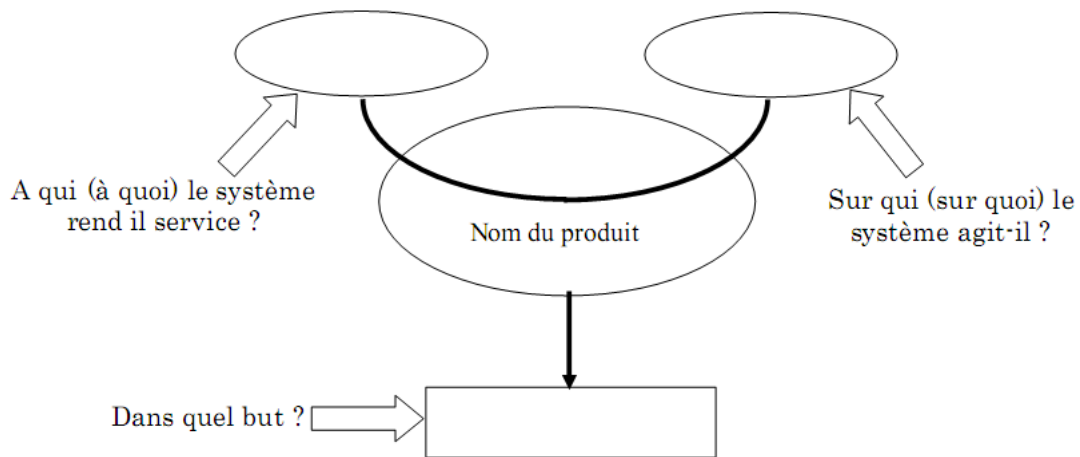 A qui (à quoi) le système
rend il service ?
Sur qui (sur quoi) le
système agit-il ?
Nom du produit
Dans quel but ?